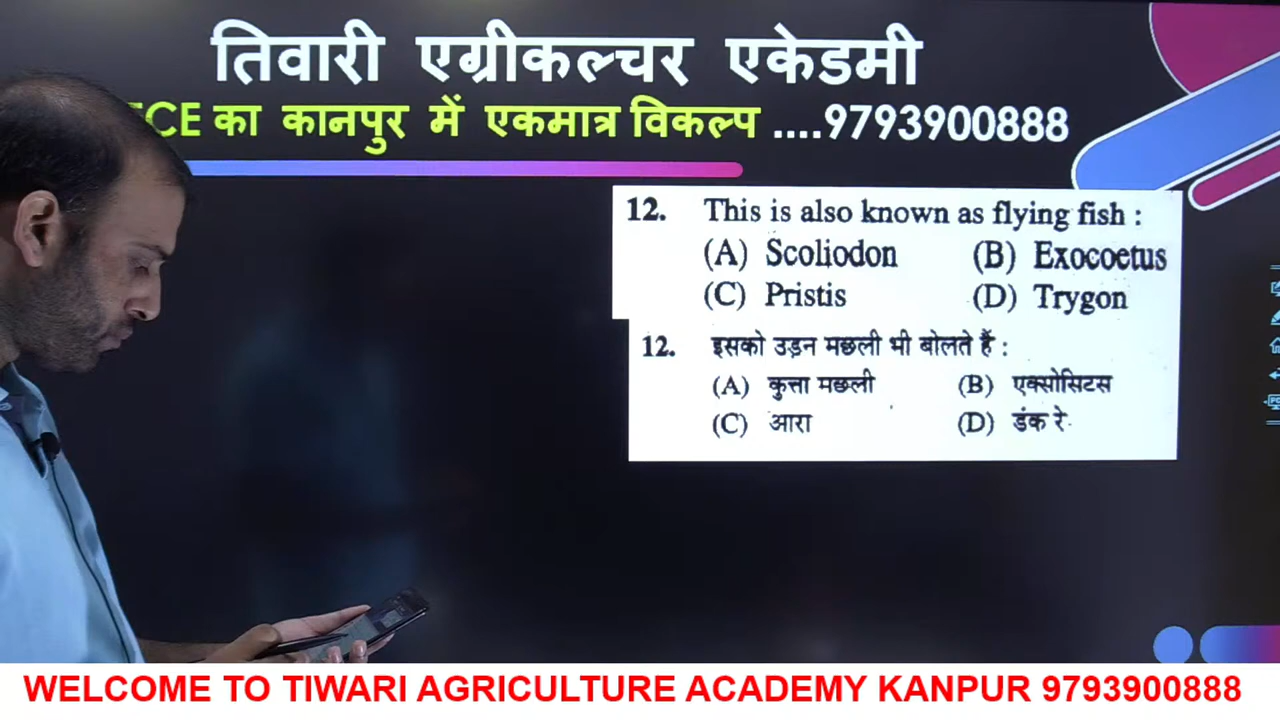 तिवारी एग्रीकल्चर एकेडमी
CE का कानपुर में एकमात्र विकल्प ....9793900888
12. This is also known as flying fish :
(A) Scoliodon (B) Exocoetus
(C) Pristis (D) Trygon
12. इसको उड़न मछली भी बोलते हैं :
(A) कुत्ता मछली (B) एक्सोसिटस
(C) आरा (D) डंक रे
WELCOME TO TIWARI AGRICULTURE ACADEMY KANPUR 9793900888